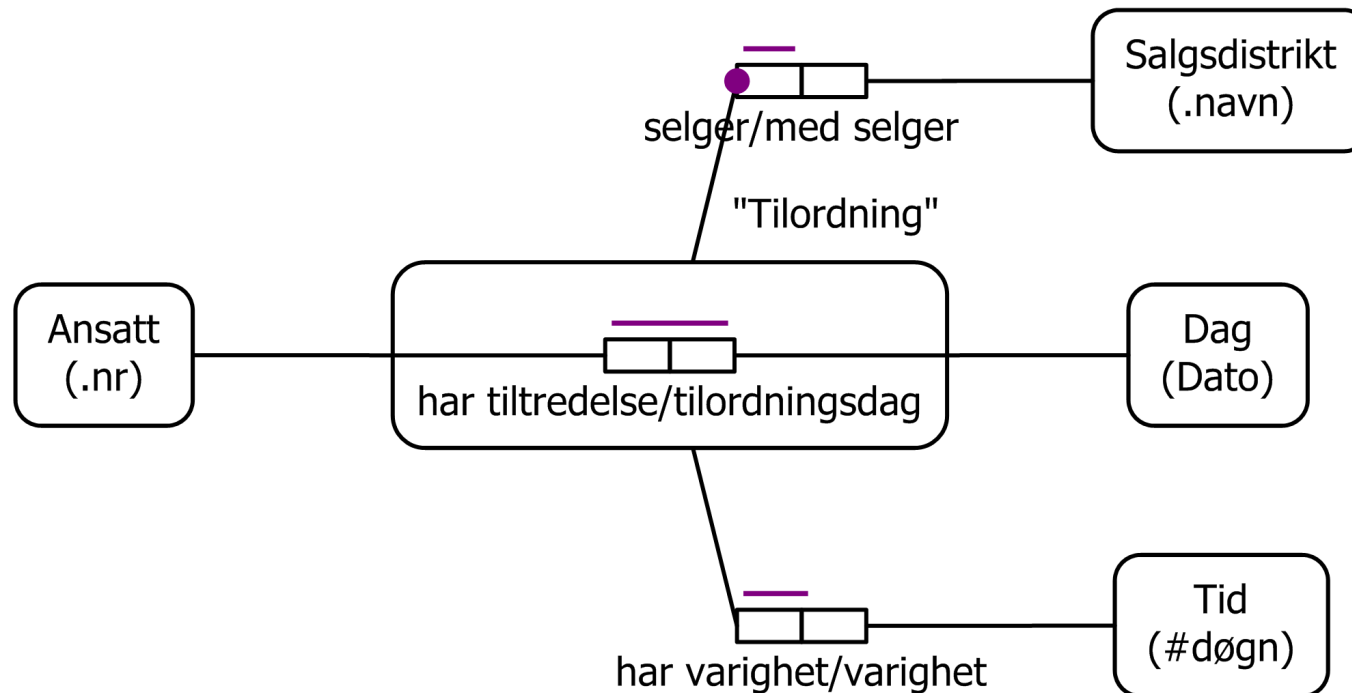 Salgsdistrikt
(.navn)
selger/med selger
"Tilordning"
Ansatt
(.nr)
har tiltredelse/tilordningsdag
Dag
(Dato)
Tid
(#døgn)
har varighet/varighet